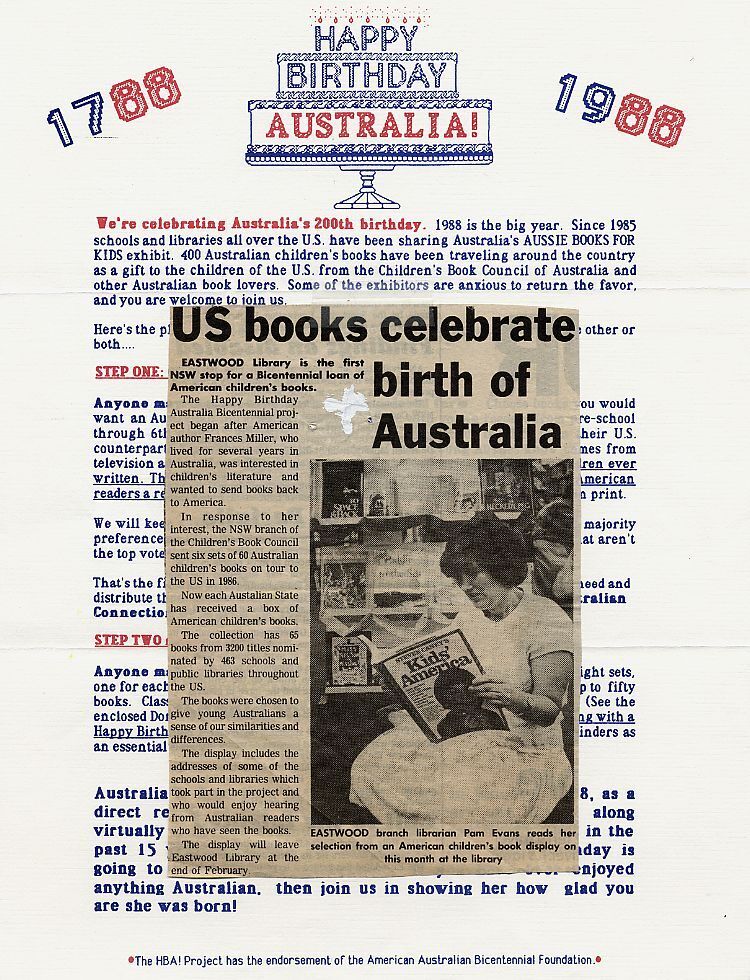 HAPPY
BIRTHDAY
AUSTRALIA!
1788
1988
We're celebrating Australia's 200th birthday. 1988 is the big year. Since 1985
schools and libraries all over the U.S. have been sharing Australia's AUSSIE BOOKS FOR
KIDS exhibit. 400 Australian children's books have been traveling around the country
as a gift to the children of the U.S. from the Children's Book Council of Australia and
other Australian book lovers. Some of the exhibitors are anxious to return the favor,
and you are welcome to join us.
Here's the other or
both....
STEP ONE:
Anyone you would
want an Au re-school
through 6th heir U.S.
counterpart mes from
television a ren ever
written. Th American
readers a re n print.
We will kee majority
preference at aren't
the top vote
That's the need and
distribute th ralian
Connectio
STEP TWO
Anyone ight sets,
one for each p to fifty
books. Clas (See the
enclosed Do ng with a
Happy Birth inders as
an essential
Australia 8, as a
direct re along
virtually in the
past 15 day is
going to enjoyed
anything Australian, then join us in showing her how glad you
are she was born!
•The HBA! Project has the endorsement of the American Australian Bicentennial Foundation.•
US books celebrate
birth of
Australia
EASTWOOD Library is the first
NSW stop for a Bicentennial loan of
American children's books.
The Happy Birthday
Australia Bicentennial proj-
ect began after American
author Frances Miller, who
lived for several years in
Australia, was interested in
children's literature and
wanted to send books back
to America.
In response to her
interest, the NSW branch of
the Children's Book Council
sent six sets of 60 Australian
children's books on tour to
the US in 1986.
Now each Australian State
has received a box of
American children's books.
The collection has 65
books from 3200 titles nomi-
nated by 463 schools and
public libraries throughout
the US.
The books were chosen to
give young Australians a
sense of our similarities and
differences.
The display includes the
addresses of some of the
schools and libraries which
took part in the project and
who would enjoy hearing
from Australian readers
who have seen the books.
The display will leave
Eastwood Library at the
end of February.
Kids'
America
EASTWOOD branch librarian Pam Evans reads her
selection from an American children's book display on
this month at the library